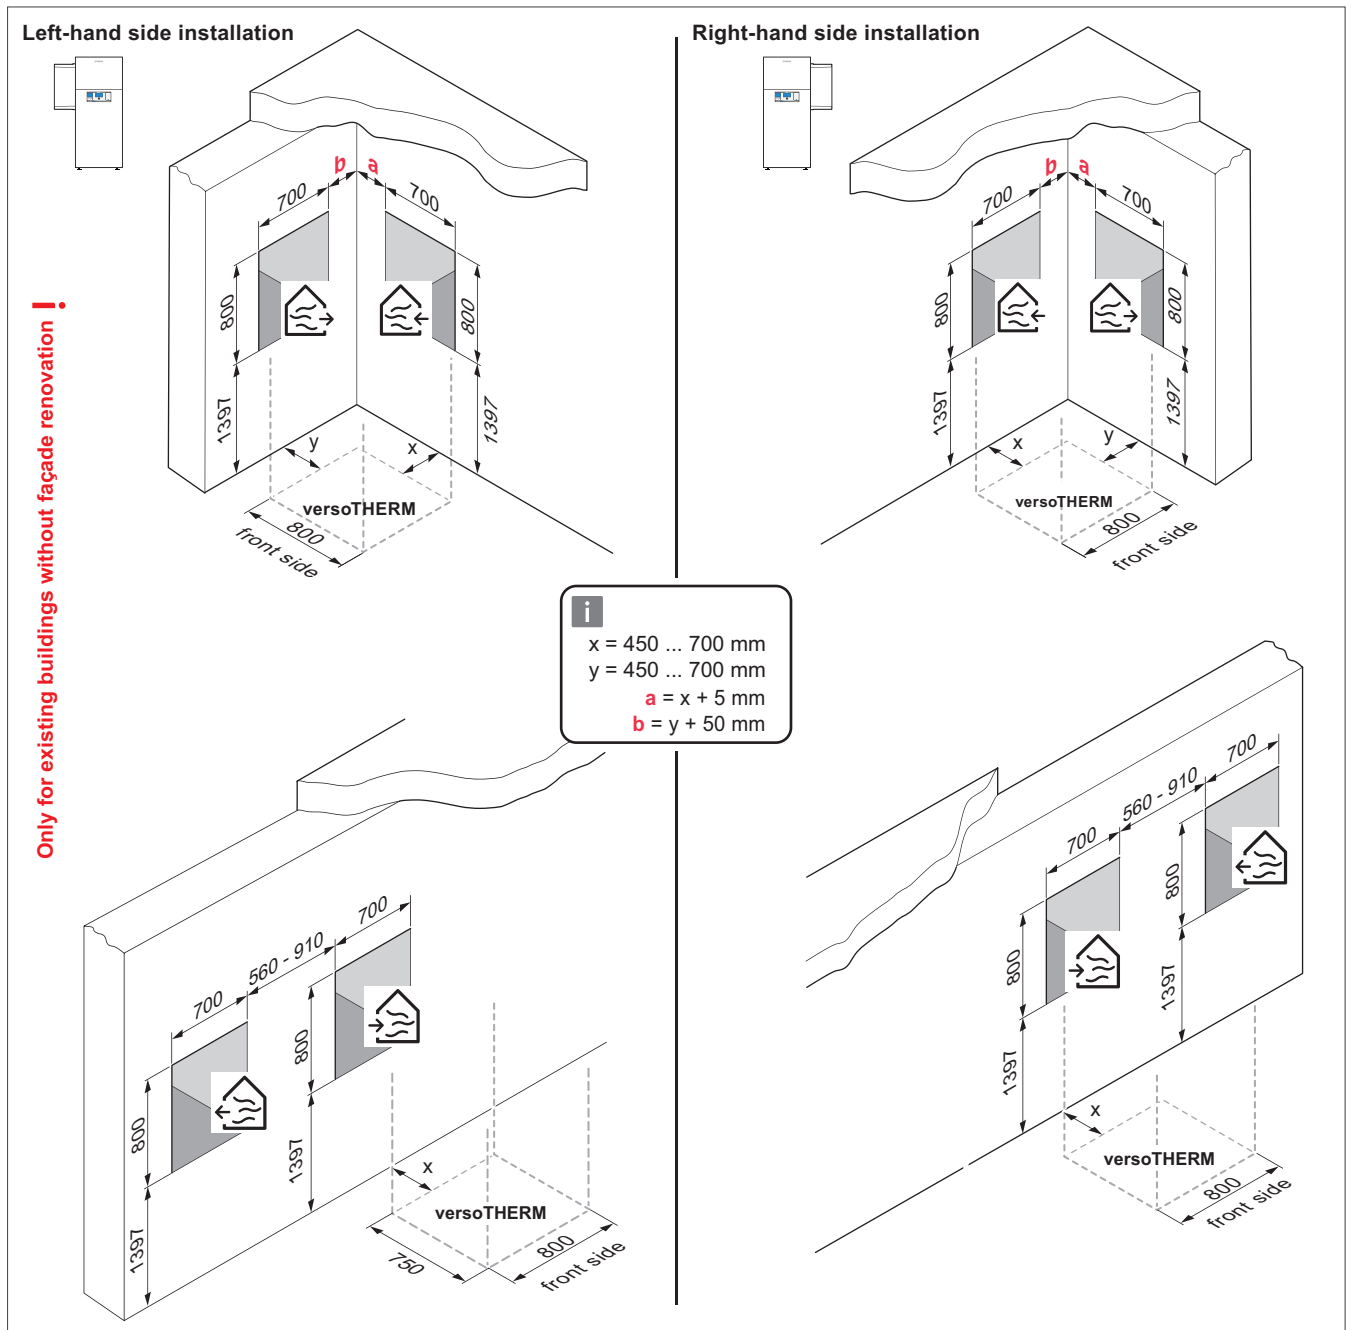 Left-hand side installation
Right-hand side installation
Only for existing buildings without façade renovation !
b a
700
700
800
800
1397
1397
y
x
versoTHERM
800
front side
b a
700
700
800
800
1397
1397
x
y
versoTHERM
800
front side
i
x = 450 ... 700 mm
y = 450 ... 700 mm
a = x + 5 mm
b = y + 50 mm
700
560 - 910
700
800
800
1397
1397
x
versoTHERM
750
800
front side
700
560 - 910
700
800
800
1397
1397
x
versoTHERM
800
front side